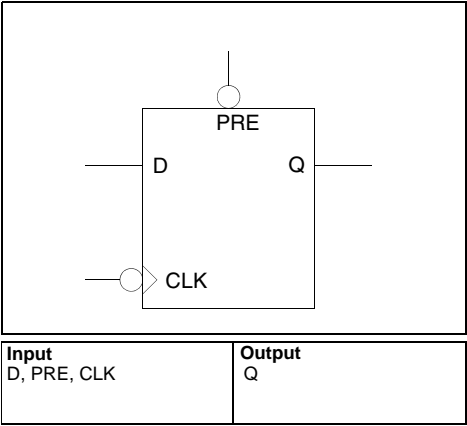 PRE
D
Q
CLK
Input
D, PRE, CLK
Output
Q